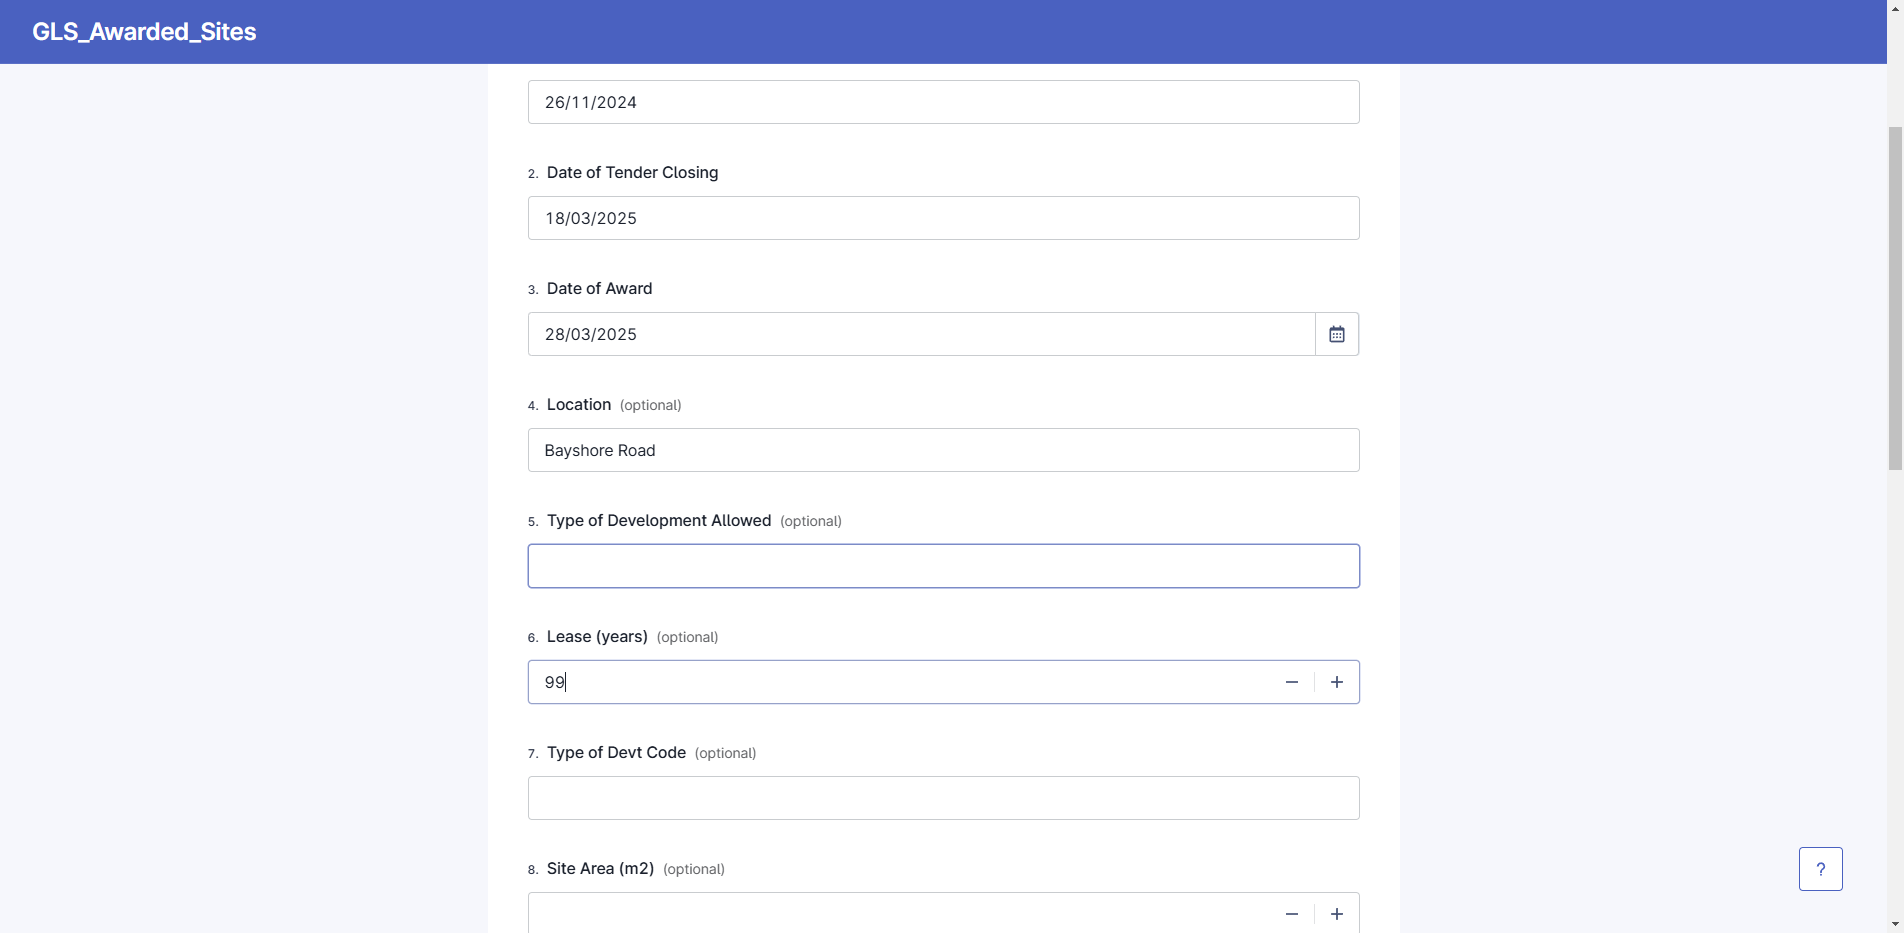 GLS_Awarded_Sites
26/11/2024
2. Date of Tender Closing
18/03/2025
3. Date of Award
28/03/2025
4. Location (optional)
Bayshore Road
5. Type of Development Allowed (optional)
6. Lease (years) (optional)
99
7. Type of Devt Code (optional)
8. Site Area (m2) (optional)
?